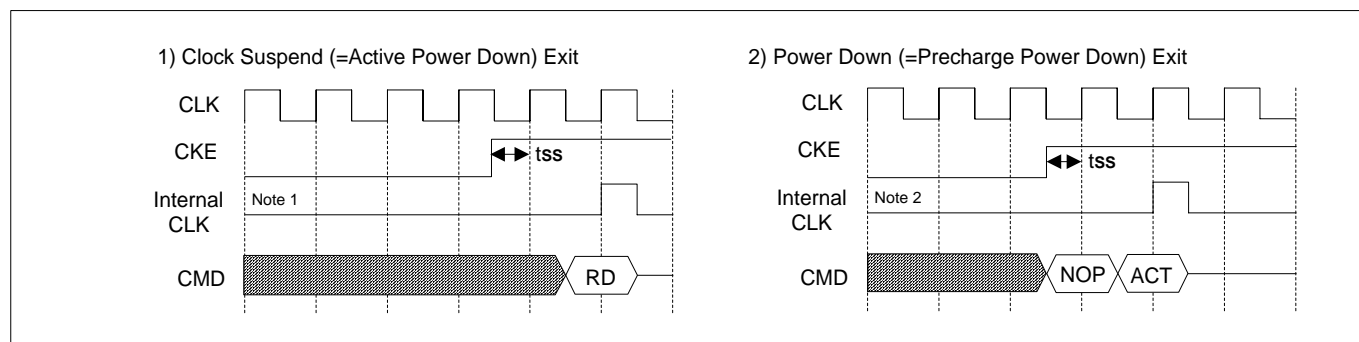 1) Clock Suspend (=Active Power Down) Exit
CLK
CKE
tss
Internal
CLK
Note 1
CMD
RD
2) Power Down (=Precharge Power Down) Exit
CLK
CKE
tss
Internal
CLK
Note 2
CMD
NOP
ACT